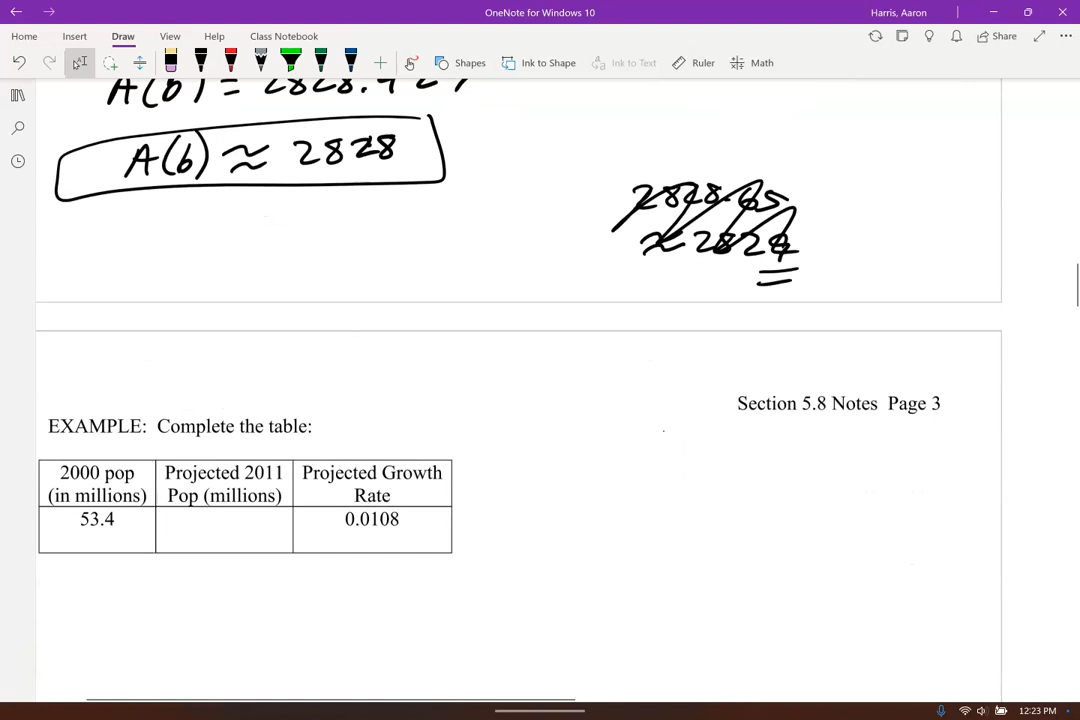 OneNote for Windows 10
Harris, Aaron
Home Insert Draw View Help Class Notebook
Share
Shapes Ink to Shape Ink to Text Ruler Math
A(6) ≈ 2828
2828.65
Section 5.8 Notes Page 3
EXAMPLE: Complete the table:
2000 pop (in millions)
Projected 2011 Pop (millions)
Projected Growth Rate
53.4
0.0108
12:23 PM